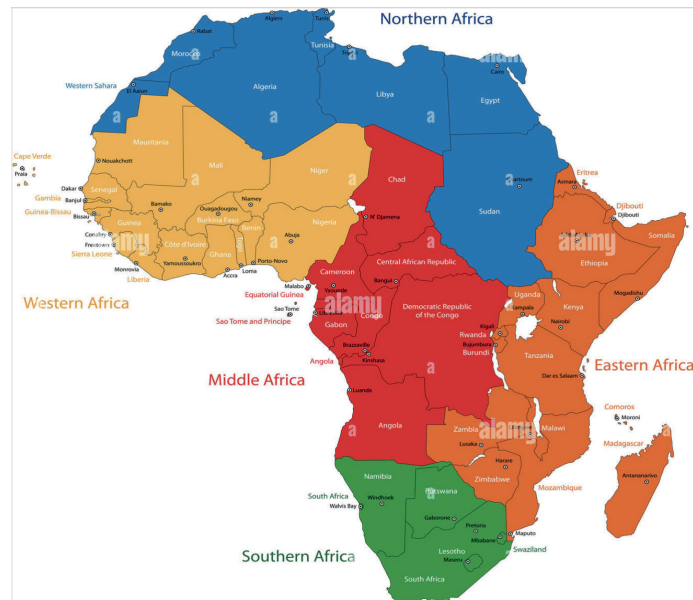 Northern Africa
Algiers
Tunis
Rabat
Tunisia
Morocco
alamy
Cairo
Western Sahara
El Aaiun
Algeria
Libya
Egypt
a
a
a
a
Mauritania
Mali
Niger
Chad
Sudan
Nouakchott
Cape Verde
Praia
Eritrea
Asmara
Dakar
Senegal
Gambia
Banjul
Bamako
Ouagadougou
Niamey
N' Djamena
Djibouti
Djibouti
Guinea-Bissau
Bissau
Guinea
Burkina Faso
Benin
Nigeria
Abuja
Somalia
Conakry
Freetown
alamy
Côte d'Ivoire
Ghana
alamy
Ethiopia
Sierra Leone
Monrovia
Yamoussoukro
Accra
Loma
Porto-Novo
Central African Republic
Cameroon
Bangui
Liberia
Malabo
Yaounde
Western Africa
Equatorial Guinea
alamy
Democratic Republic
of the Congo
Uganda
Kampala
Kenya
Mogadishu
Sao Tome
Sao Tome and Principe
Gabon
Congo
Kigali
Rwanda
Nairobi
Brazzaville
Kinshasa
Bujumbura
Burundi
Tanzania
Angola
a
Eastern Africa
Middle Africa
Luanda
Dar es Salaam
Comoros
Moroni
Angola
a
Zambia
alamy
Malawi
Lusaka
Madagascar
a
Harare
Zimbabwe
Antananarivo
Namibia
Botswana
a
Mozambique
South Africa
Walvis Bay
Windhoek
Gaborone
Pretoria
Mbabane
Maputo
Swaziland
Southern Africa
Lesotho
Maseru
South Africa